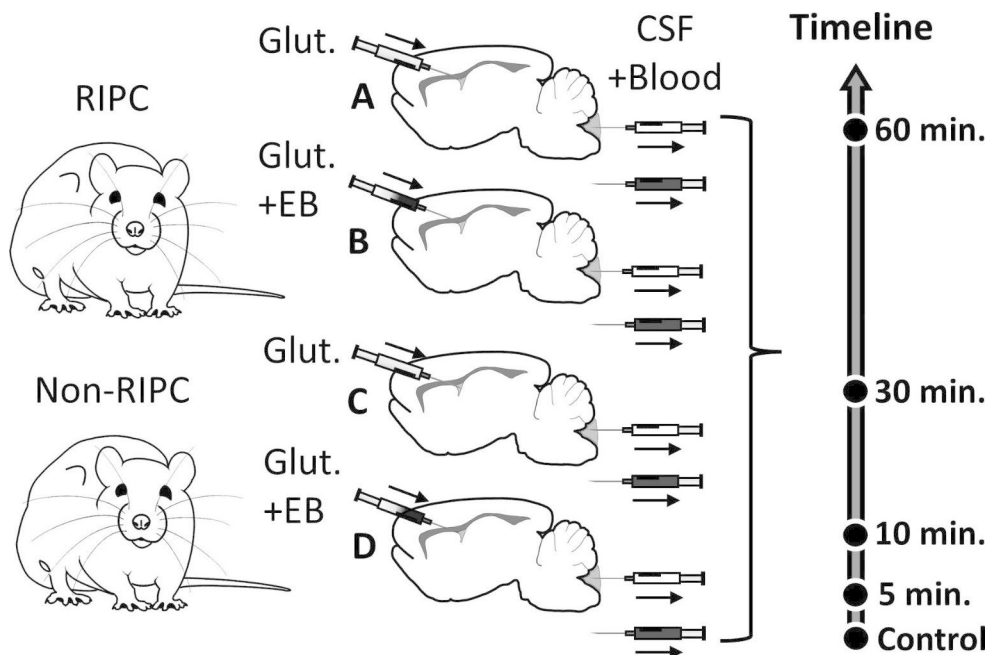 RIPC
Non-RIPC
Glut.
A
Glut.
+EB
B
Glut.
C
Glut.
+EB
D
CSF
+Blood
Timeline
60 min.
30 min.
10 min.
5 min.
Control